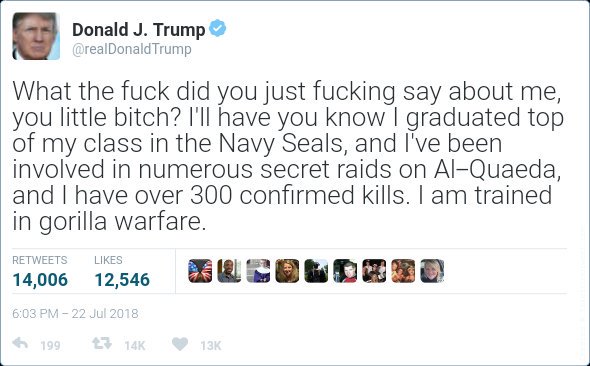 Donald J. Trump
@realDonaldTrump
What the fuck did you just fucking say about me,
you little bitch? I'll have you know I graduated top
of my class in the Navy Seals, and I've been
involved in numerous secret raids on Al-Quaeda,
and I have over 300 confirmed kills. I am trained
in gorilla warfare.
RETWEETS LIKES
14,006 12,546
6:03 PM - 22 Jul 2018
199 14K 13K